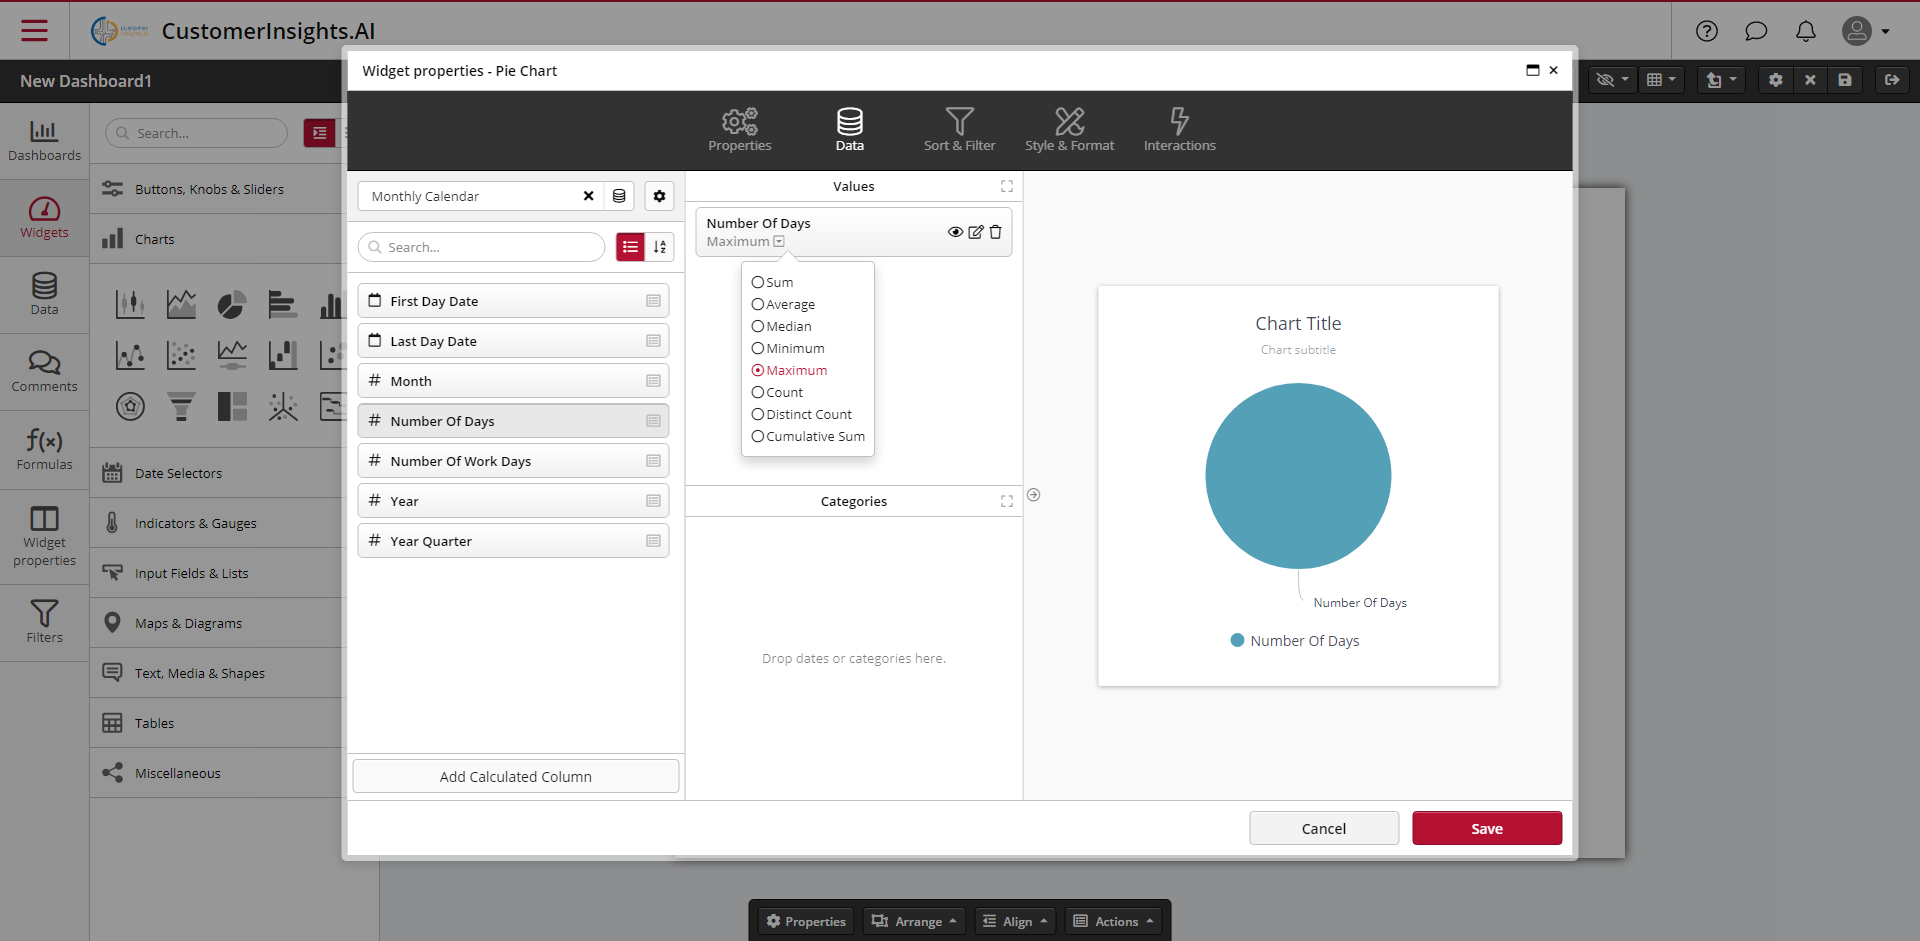 CustomerInsights.AI
New Dashboard1
Widget properties - Pie Chart
Properties
Data
Sort & Filter
Style & Format
Interactions
Dashboards
Widgets
Data
Comments
f(x)
Formulas
Widget
properties
Filters
Search...
Buttons, Knobs & Sliders
Charts
Date Selectors
Indicators & Gauges
Input Fields & Lists
Maps & Diagrams
Text, Media & Shapes
Tables
Miscellaneous
Monthly Calendar
Search...
First Day Date
Last Day Date
# Month
# Number Of Days
# Number Of Work Days
# Year
# Year Quarter
Add Calculated Column
Values
Number Of Days
Maximum
Sum
Average
Median
Minimum
Maximum
Count
Distinct Count
Cumulative Sum
Categories
Drop dates or categories here.
Chart Title
Chart subtitle
Number Of Days
Number Of Days
Cancel
Save
Properties
Arrange
Align
Actions